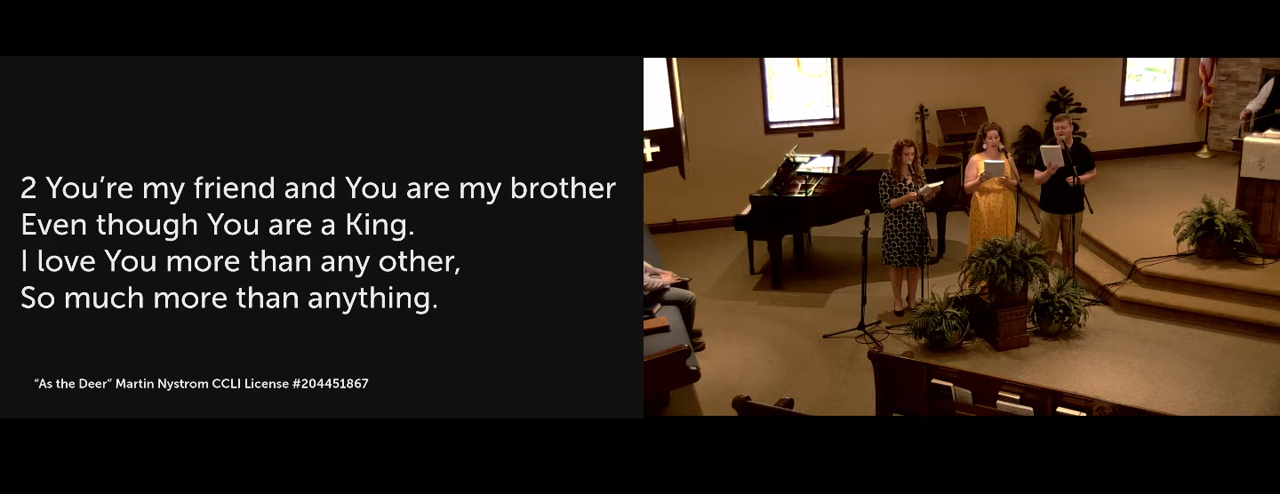 2 You’re my friend and You are my brother
Even though You are a King.
I love You more than any other,
So much more than anything.
“As the Deer” Martin Nystrom CCLI License #204451867